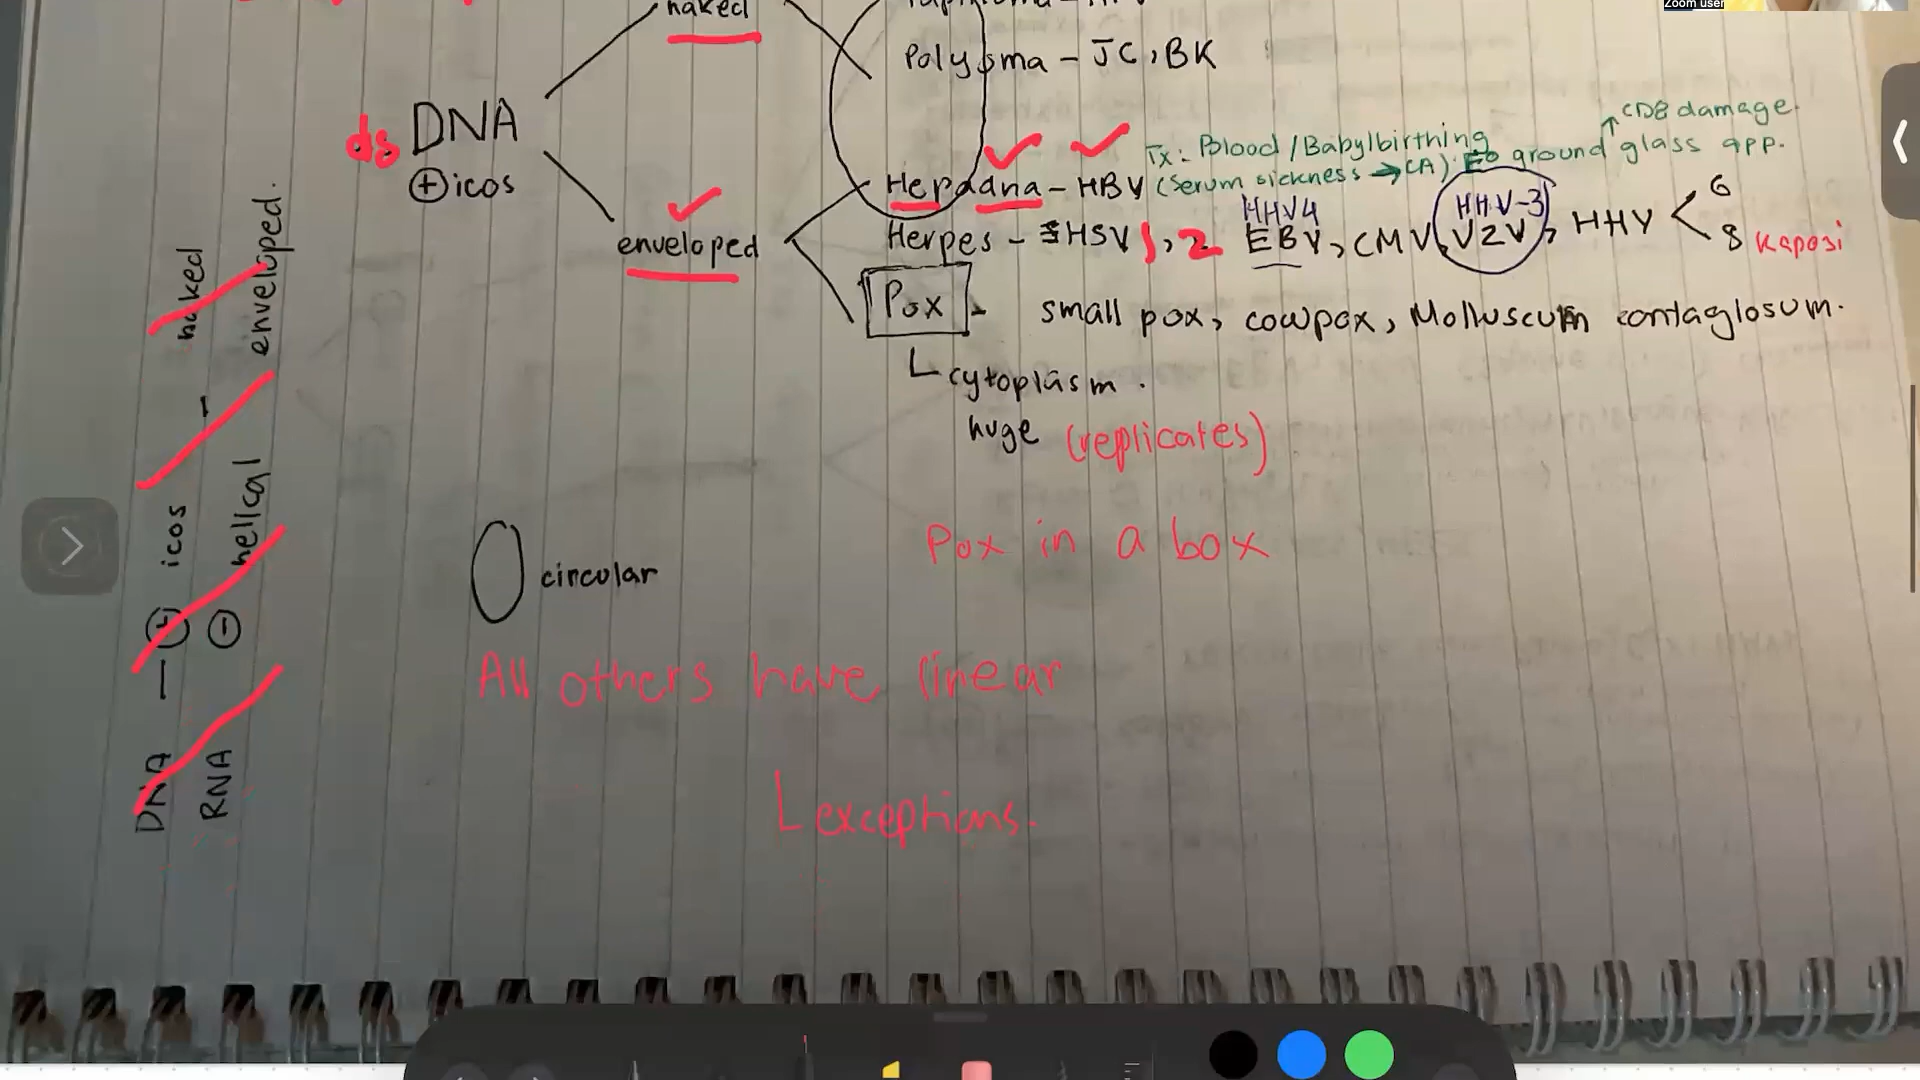 Zoom user
naked
Polyoma - JC, BK
CD8 damage.
ds DNA
Tx: Blood / Babylbirthing
ground glass app.
+ icos
Hepadna - HBV (serum sickness → CA)
HHV4
HHV-3
6
enveloped
Herpes - HSV 1, 2 EBV, CMV, VZV, HHV
8 Kaposi
Pox - small pox, cowpox, Molluscum contagiosum.
cytoplasm.
huge (replicates)
Pox in a box
circular
All others have linear
exceptions.
DNA - + icos - naked
RNA - helical enveloped.